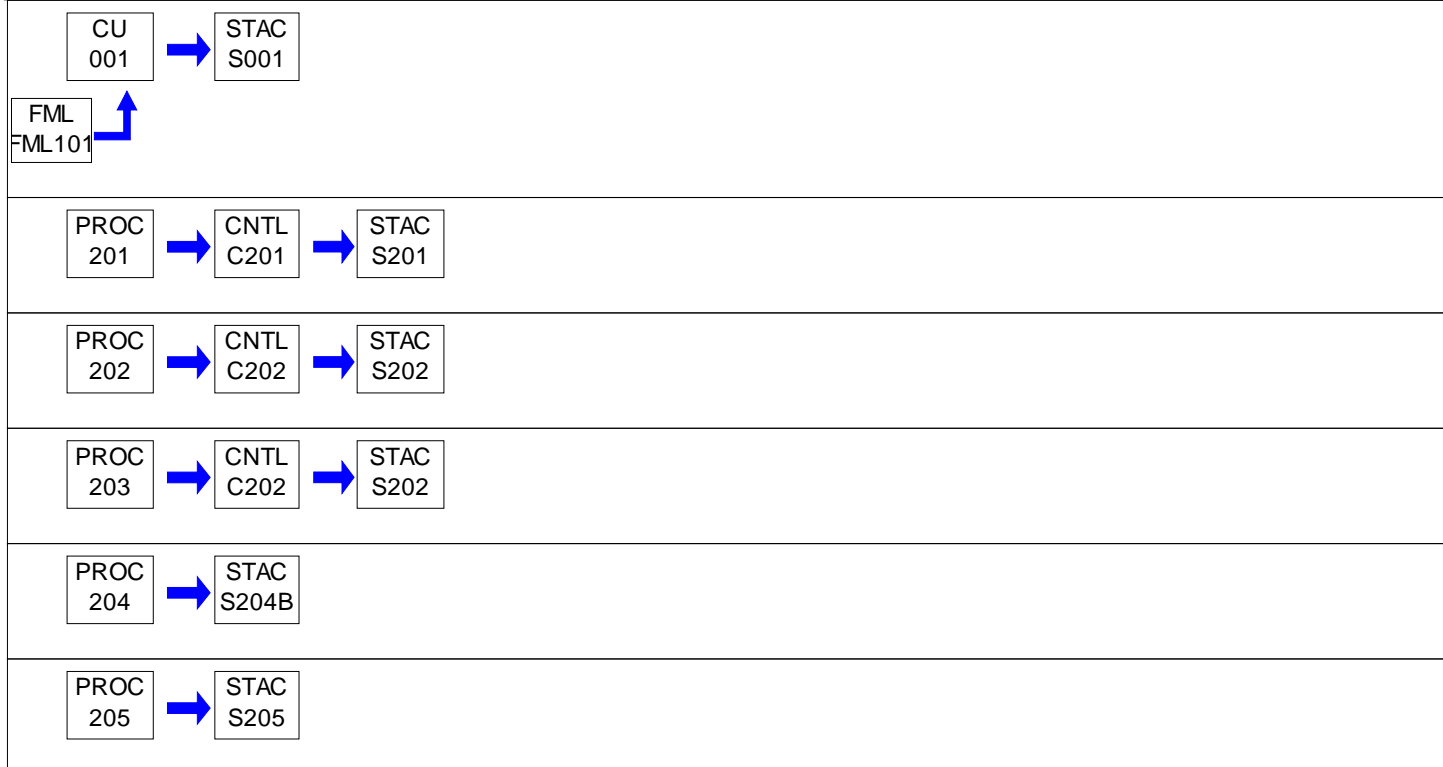 CU
001
STAC
S001
FML
FML101
PROC
201
CNTL
C201
STAC
S201
PROC
202
CNTL
C202
STAC
S202
PROC
203
CNTL
C202
STAC
S202
PROC
204
STAC
S204B
PROC
205
STAC
S205